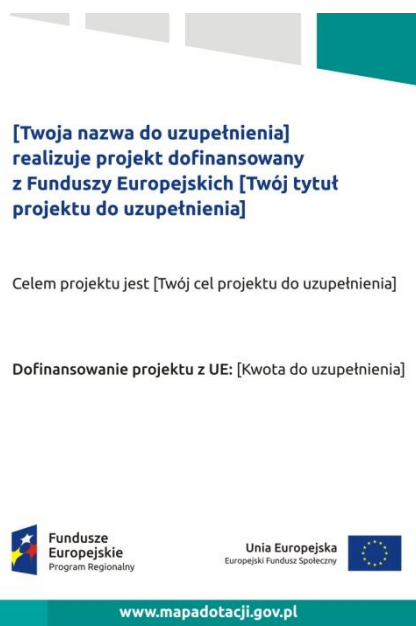 [Twoja nazwa do uzupełnienia]
realizuje projekt dofinansowany
z Funduszy Europejskich [Twój tytuł
projektu do uzupełnienia]
Celem projektu jest [Twój cel projektu do uzupełnienia]
Dofinansowanie projektu z UE: [Kwota do uzupełnienia]
Fundusze
Europejskie
Program Regionalny
Unia Europejska
Europejski Fundusz Społeczny
www.mapadotacji.gov.pl